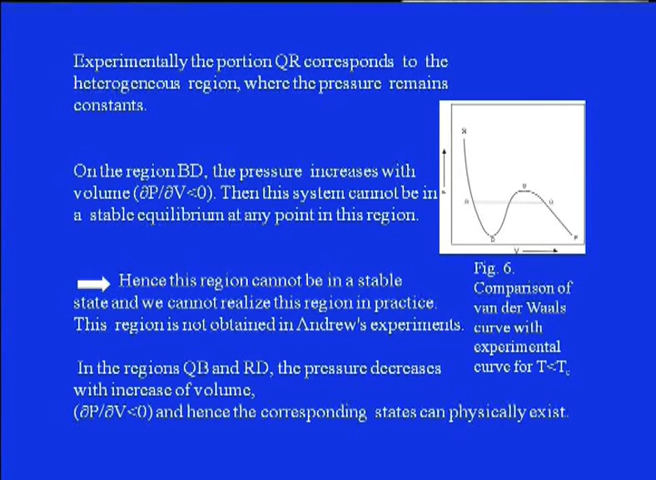 Experimentally the portion QR corresponds to the
heterogeneous region, where the pressure remains
constants.
On the region BD, the pressure increases with
volume (∂P/∂V<0). Then this system cannot be in
a stable equilibrium at any point in this region.
Hence this region cannot be in a stable
state and we cannot realize this region in practice.
This region is not obtained in Andrew's experiments.
In the regions QB and RD, the pressure decreases
with increase of volume,
(∂P/∂V<0) and hence the corresponding states can physically exist.
P
V
D
Fig. 6.
Comparison of
van der Waals
curve with
experimental
curve for T<Tc